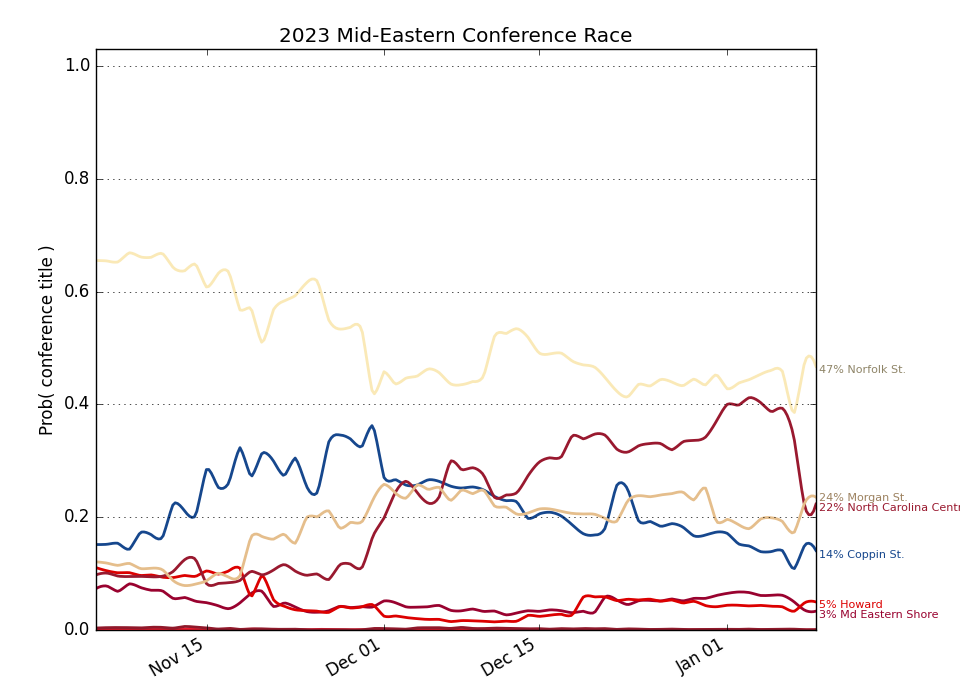 2023 Mid-Eastern Conference Race
Prob( conference title )
1.0
0.8
0.6
0.4
0.2
0.0
Nov 15
Dec 01
Dec 15
Jan 01
47% Norfolk St.
24% Morgan St.
22% North Carolina Centr
14% Coppin St.
5% Howard
3% Md Eastern Shore